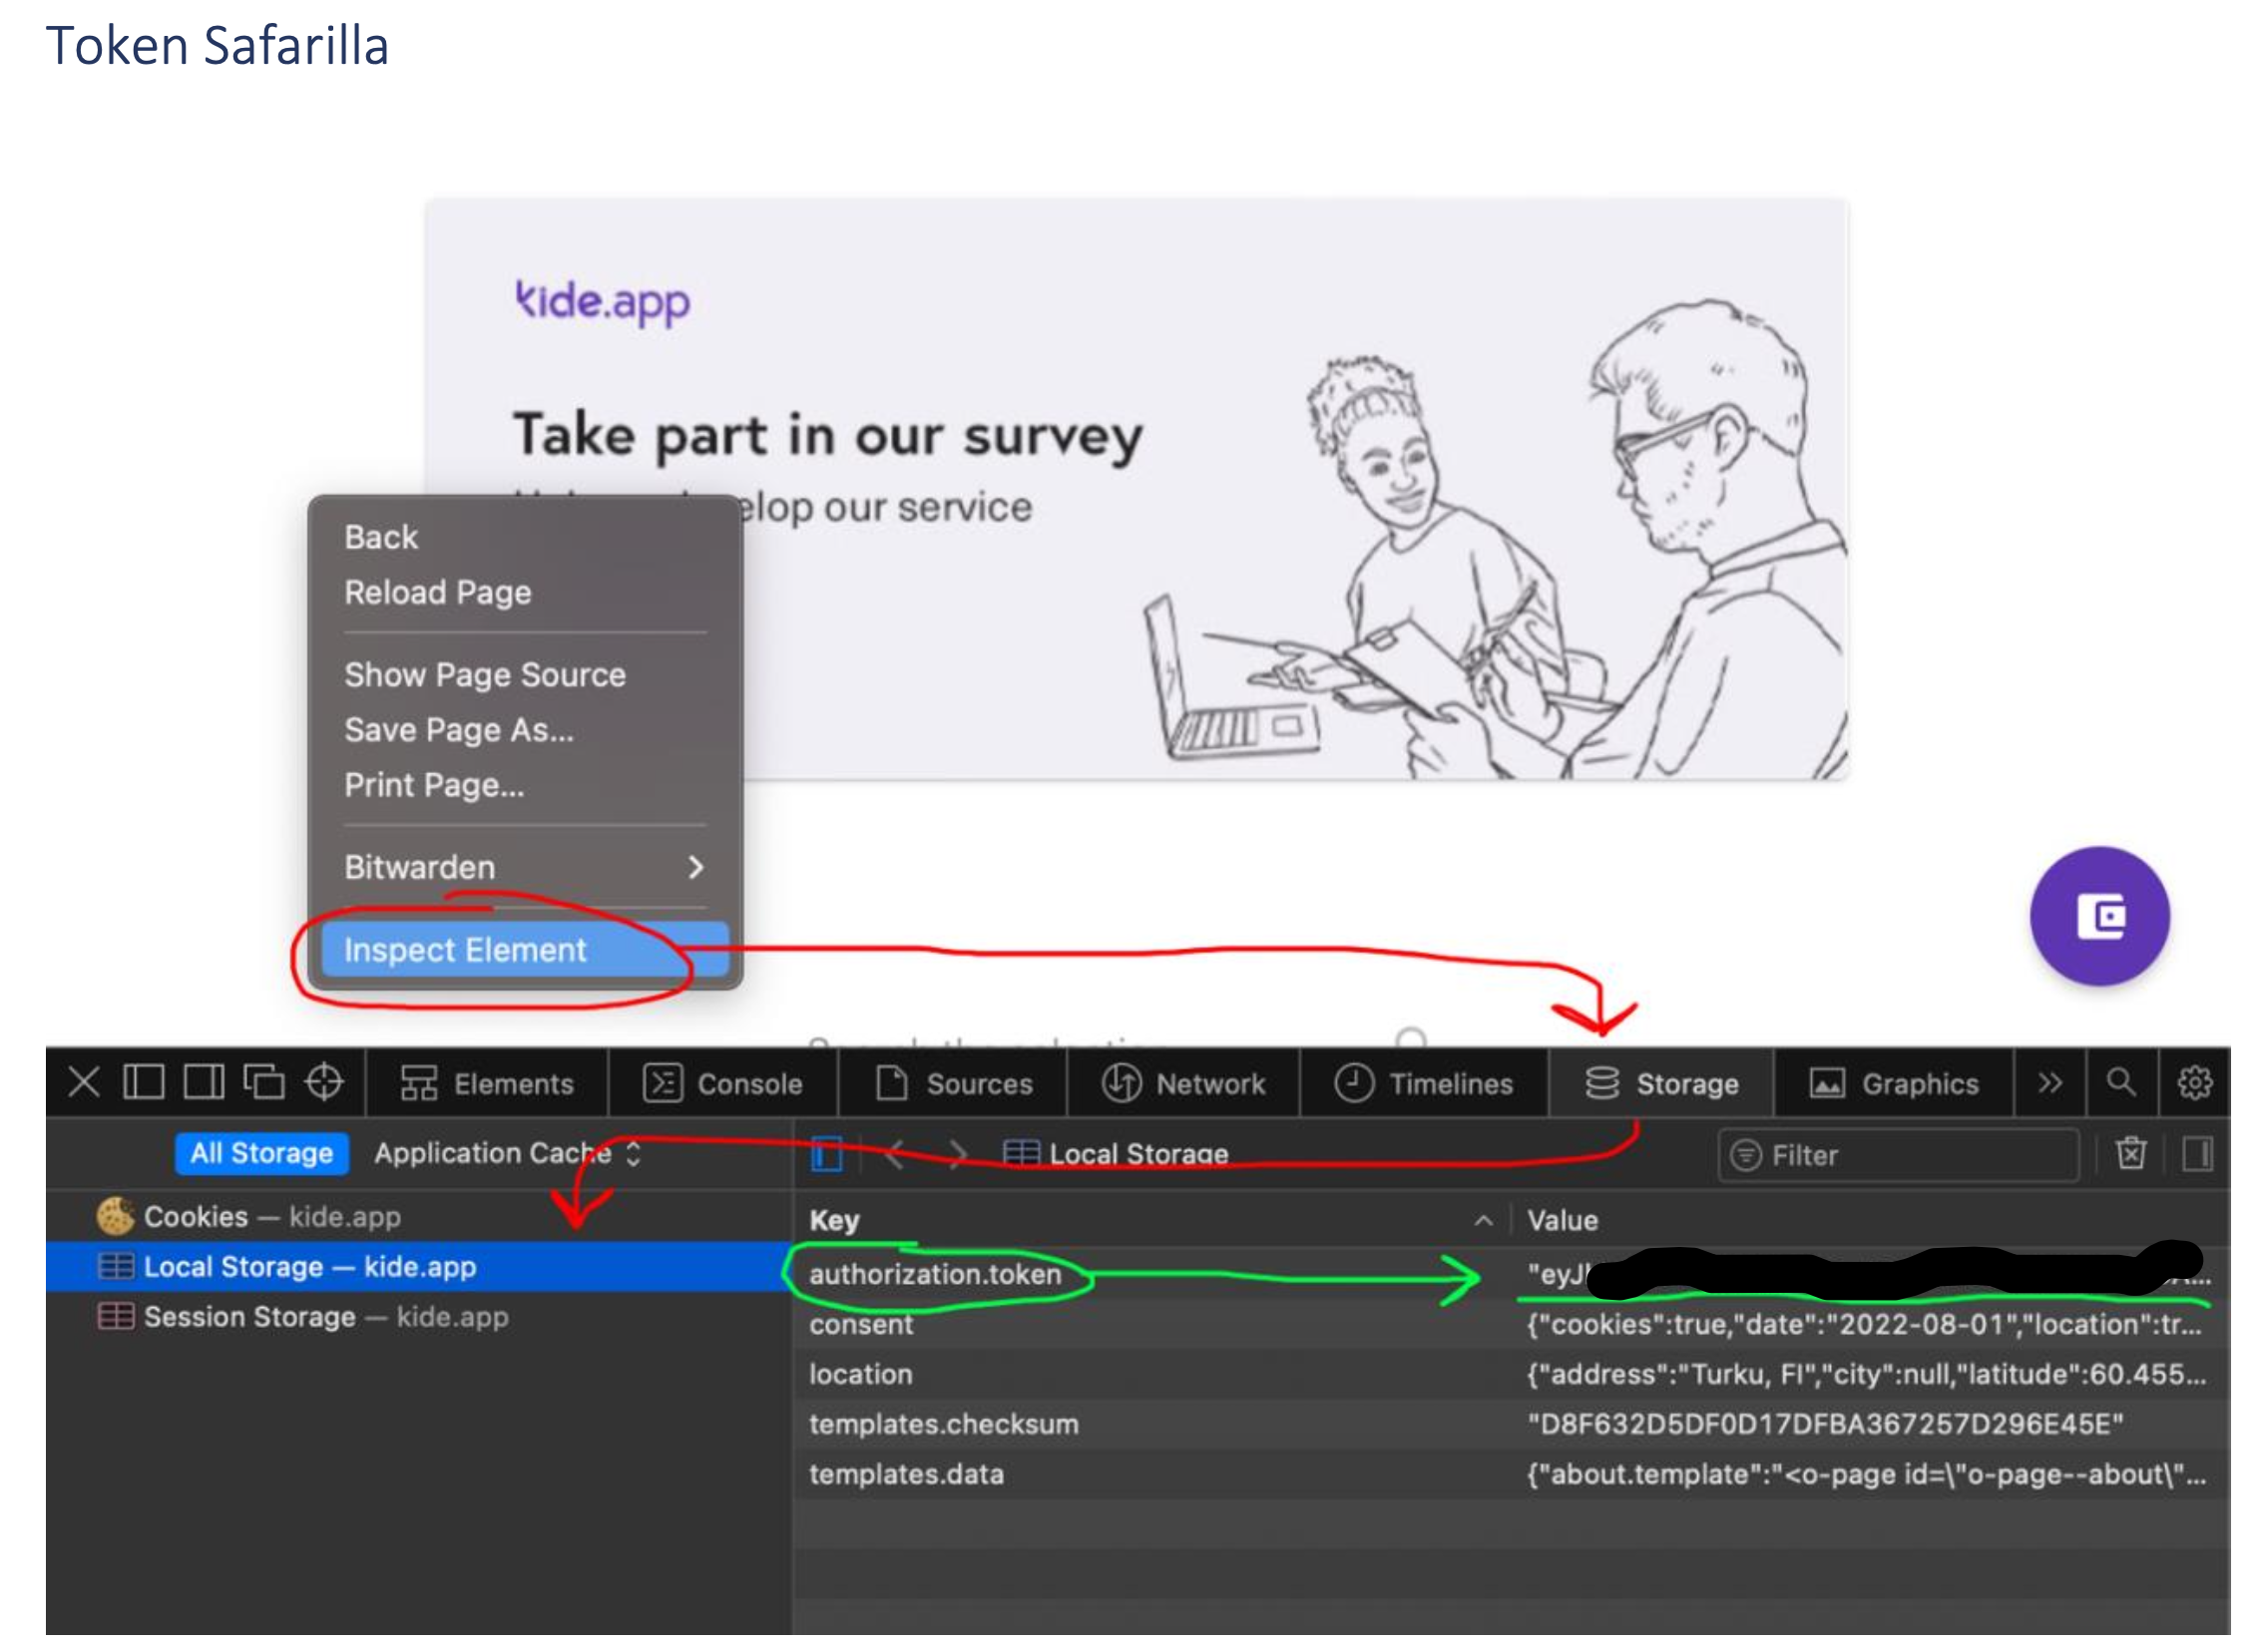 Token Safarilla
kide.app
Take part in our survey
elop our service
Back
Reload Page
Show Page Source
Save Page As...
Print Page...
Bitwarden
Inspect Element
Elements
Console
Sources
Network
Timelines
Storage
Graphics
All Storage
Application Cache
Local Storage
Filter
Cookies — kide.app
Local Storage — kide.app
Session Storage — kide.app
Key
Value
authorization.token
"eyJ
consent
{"cookies":true,"date":"2022-08-01","location":tr...
location
{"address":"Turku, FI","city":null,"latitude":60.455...
templates.checksum
"D8F632D5DF0D17DFBA367257D296E45E"
templates.data
{"about.template":"<o-page id=\"o-page--about\"...